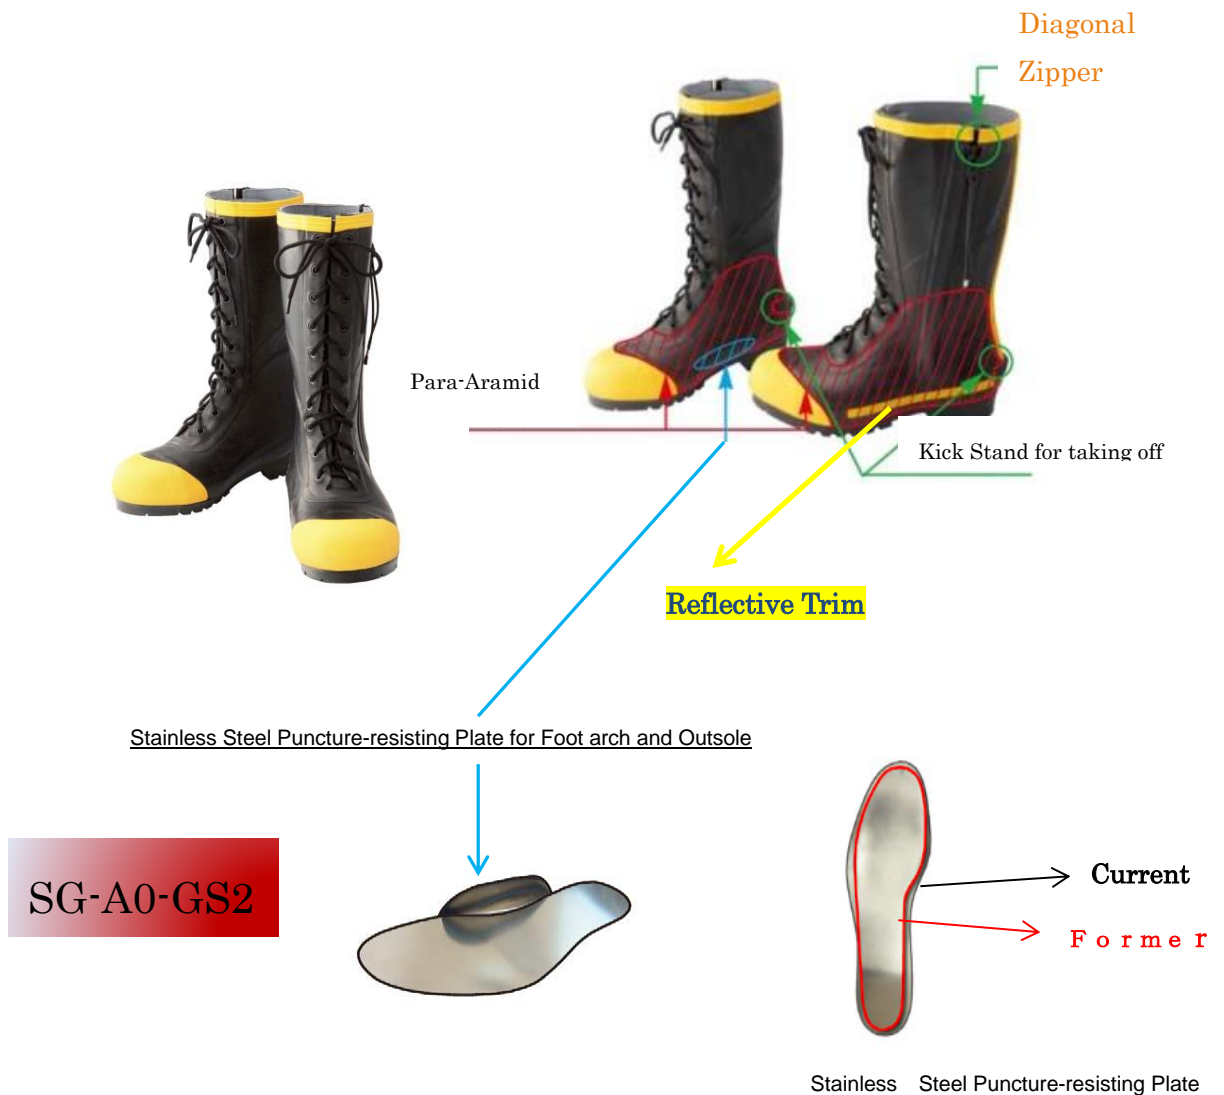 Diagonal
Zipper
Para-Aramid
Kick Stand for taking off
Reflective Trim
Stainless Steel Puncture-resisting Plate for Foot arch and Outsole
SG-A0-GS2
Current
Former
Stainless Steel Puncture-resisting Plate